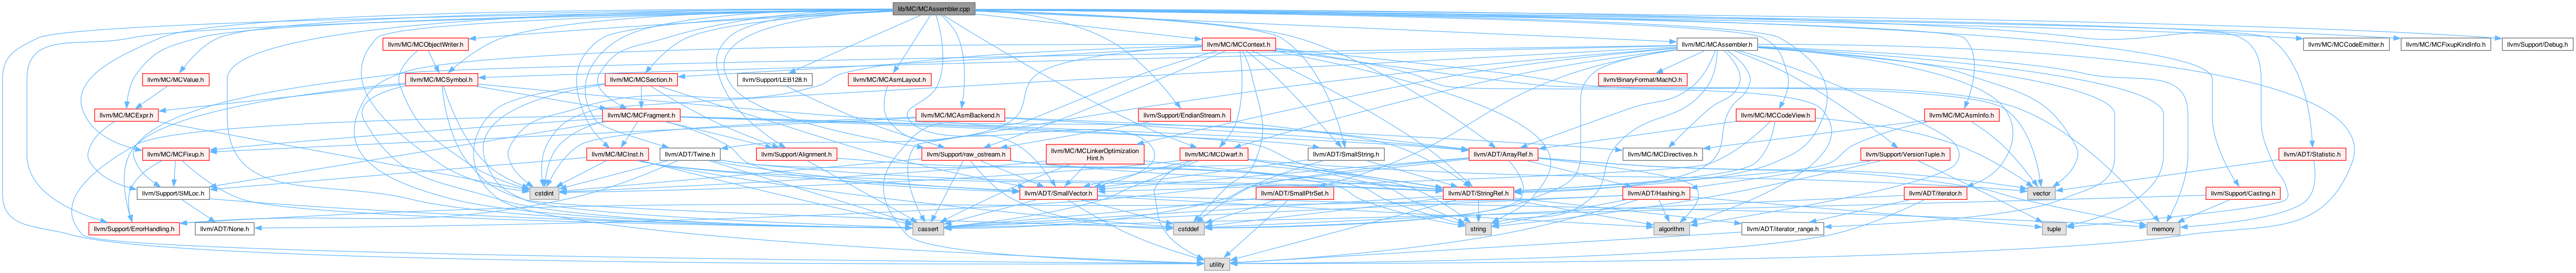 lib/MC/MCAssembler.cpp
llvm/MC/MCObjectWriter.h
llvm/MC/MCContext.h
llvm/MC/MCAssembler.h
llvm/MC/MCCodeEmitter.h
llvm/MC/MCFixupKindInfo.h
llvm/Support/Debug.h
llvm/MC/MCValue.h
llvm/MC/MCSymbol.h
llvm/MC/MCSection.h
llvm/Support/LEB128.h
llvm/MC/MCAsmLayout.h
llvm/BinaryFormat/MachO.h
llvm/MC/MCExpr.h
llvm/MC/MCFragment.h
llvm/MC/MCAsmBackend.h
llvm/Support/EndianStream.h
llvm/MC/MCCodeView.h
llvm/MC/MCAsmInfo.h
llvm/MC/MCFixup.h
llvm/MC/MCInst.h
llvm/ADT/Twine.h
llvm/Support/Alignment.h
llvm/Support/raw_ostream.h
llvm/MC/MCLinkerOptimization
Hint.h
llvm/MC/MCDwarf.h
llvm/ADT/SmallString.h
llvm/ADT/ArrayRef.h
llvm/MC/MCDirectives.h
llvm/Support/VersionTuple.h
llvm/ADT/Statistic.h
llvm/Support/SMLoc.h
cstdint
llvm/ADT/SmallVector.h
llvm/ADT/SmallPtrSet.h
llvm/ADT/StringRef.h
llvm/ADT/Hashing.h
llvm/ADT/iterator.h
vector
llvm/Support/Casting.h
llvm/Support/ErrorHandling.h
llvm/ADT/None.h
cassert
cstddef
string
algorithm
llvm/ADT/iterator_range.h
tuple
memory
utility